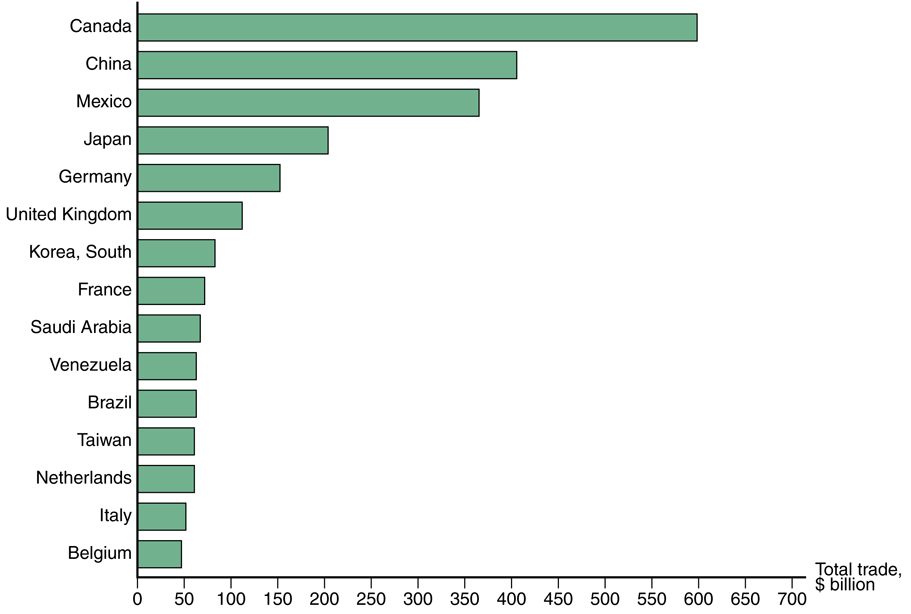 Canada
China
Mexico
Japan
Germany
United Kingdom
Korea, South
France
Saudi Arabia
Venezuela
Brazil
Taiwan
Netherlands
Italy
Belgium
0 50 100 150 200 250 300 350 400 450 500 550 600 650 700
Total trade,
$ billion